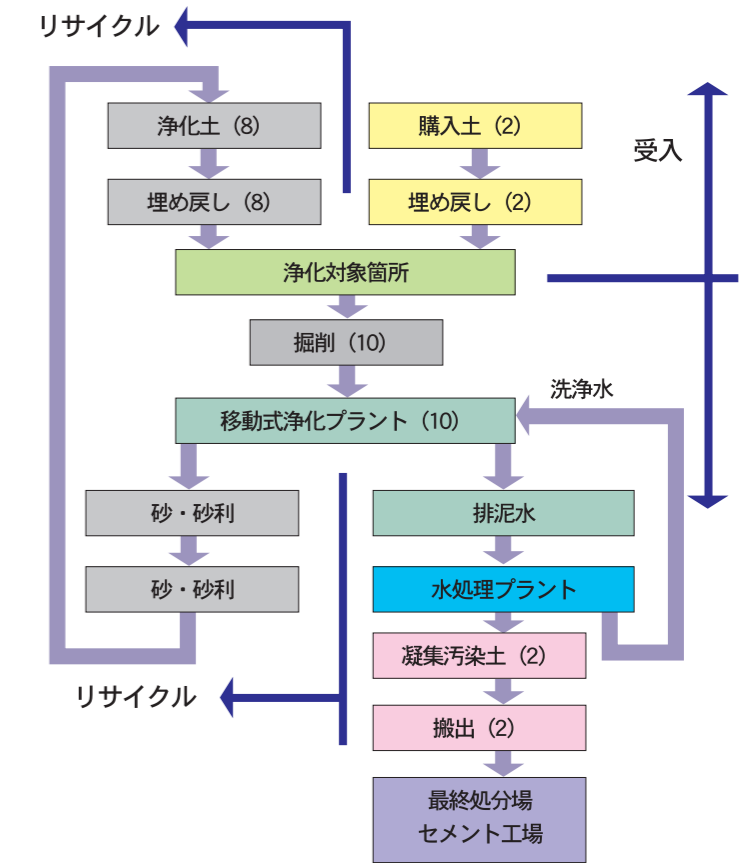 リサイクル
浄化土（8）
購入土（2）
受入
埋め戻し（8）
埋め戻し（2）
浄化対象箇所
掘削（10）
洗浄水
移動式浄化プラント（10）
砂・砂利
排泥水
砂・砂利
水処理プラント
凝集汚染土（2）
リサイクル
搬出（2）
最終処分場
セメント工場